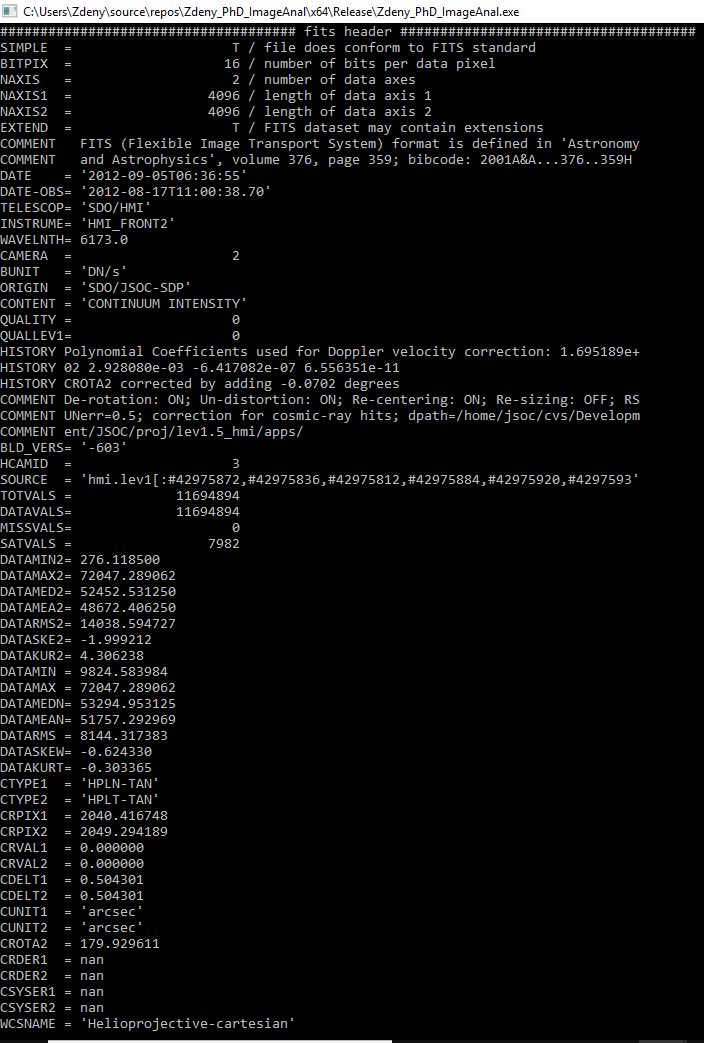 C:\Users\Zdeny\source\repos\Zdeny_PhD_ImageAnal\x64\Release\Zdeny_PhD_ImageAnal.exe
##################################### fits header #####################################
SIMPLE  =                    T / file does conform to FITS standard
BITPIX  =                   16 / number of bits per data pixel
NAXIS   =                    2 / number of data axes
NAXIS1  =                 4096 / length of data axis 1
NAXIS2  =                 4096 / length of data axis 2
EXTEND  =                    T / FITS dataset may contain extensions
COMMENT   FITS (Flexible Image Transport System) format is defined in 'Astronomy
COMMENT   and Astrophysics', volume 376, page 359; bibcode: 2001A&A...376..359H
DATE    = '2012-09-05T06:36:55'
DATE-OBS= '2012-08-17T11:00:38.70'
TELESCOP= 'SDO/HMI'
INSTRUME= 'HMI_FRONT2'
WAVELNTH= 6173.0
CAMERA  =                    2
BUNIT   = 'DN/s'
ORIGIN  = 'SDO/JSOC-SDP'
CONTENT = 'CONTINUUM INTENSITY'
QUALITY =                    0
QUALLEV1=                    0
HISTORY Polynomial Coefficients used for Doppler velocity correction: 1.695189e+
HISTORY 02 2.928080e-03 -6.417082e-07 6.556351e-11
HISTORY CROTA2 corrected by adding -0.0702 degrees
COMMENT De-rotation: ON; Un-distortion: ON; Re-centering: ON; Re-sizing: OFF; RS
COMMENT UNerr=0.5; correction for cosmic-ray hits; dpath=/home/jsoc/cvs/Developm
COMMENT ent/JSOC/proj/lev1.5_hmi/apps/
BLD_VERS= '-603'
HCAMID  =                    3
SOURCE  = 'hmi.lev1[:#42975872,#42975836,#42975812,#42975884,#42975920,#4297593'
TOTVALS =             11694894
DATAVALS=             11694894
MISSVALS=                    0
SATVALS =                 7982
DATAMIN2= 276.118500
DATAMAX2= 72047.289062
DATAMED2= 52452.531250
DATAMEA2= 48672.406250
DATARMS2= 14038.594727
DATASKE2= -1.999212
DATAKUR2= 4.306238
DATAMIN = 9824.583984
DATAMAX = 72047.289062
DATAMEDN= 53294.953125
DATAMEAN= 51757.292969
DATARMS = 8144.317383
DATASKEW= -0.624330
DATAKURT= -0.303365
CTYPE1  = 'HPLN-TAN'
CTYPE2  = 'HPLT-TAN'
CRPIX1  = 2040.416748
CRPIX2  = 2049.294189
CRVAL1  = 0.000000
CRVAL2  = 0.000000
CDELT1  = 0.504301
CDELT2  = 0.504301
CUNIT1  = 'arcsec'
CUNIT2  = 'arcsec'
CROTA2  = 179.929611
CRDER1  = nan
CRDER2  = nan
CSYSER1 = nan
CSYSER2 = nan
WCSNAME = 'Helioprojective-cartesian'